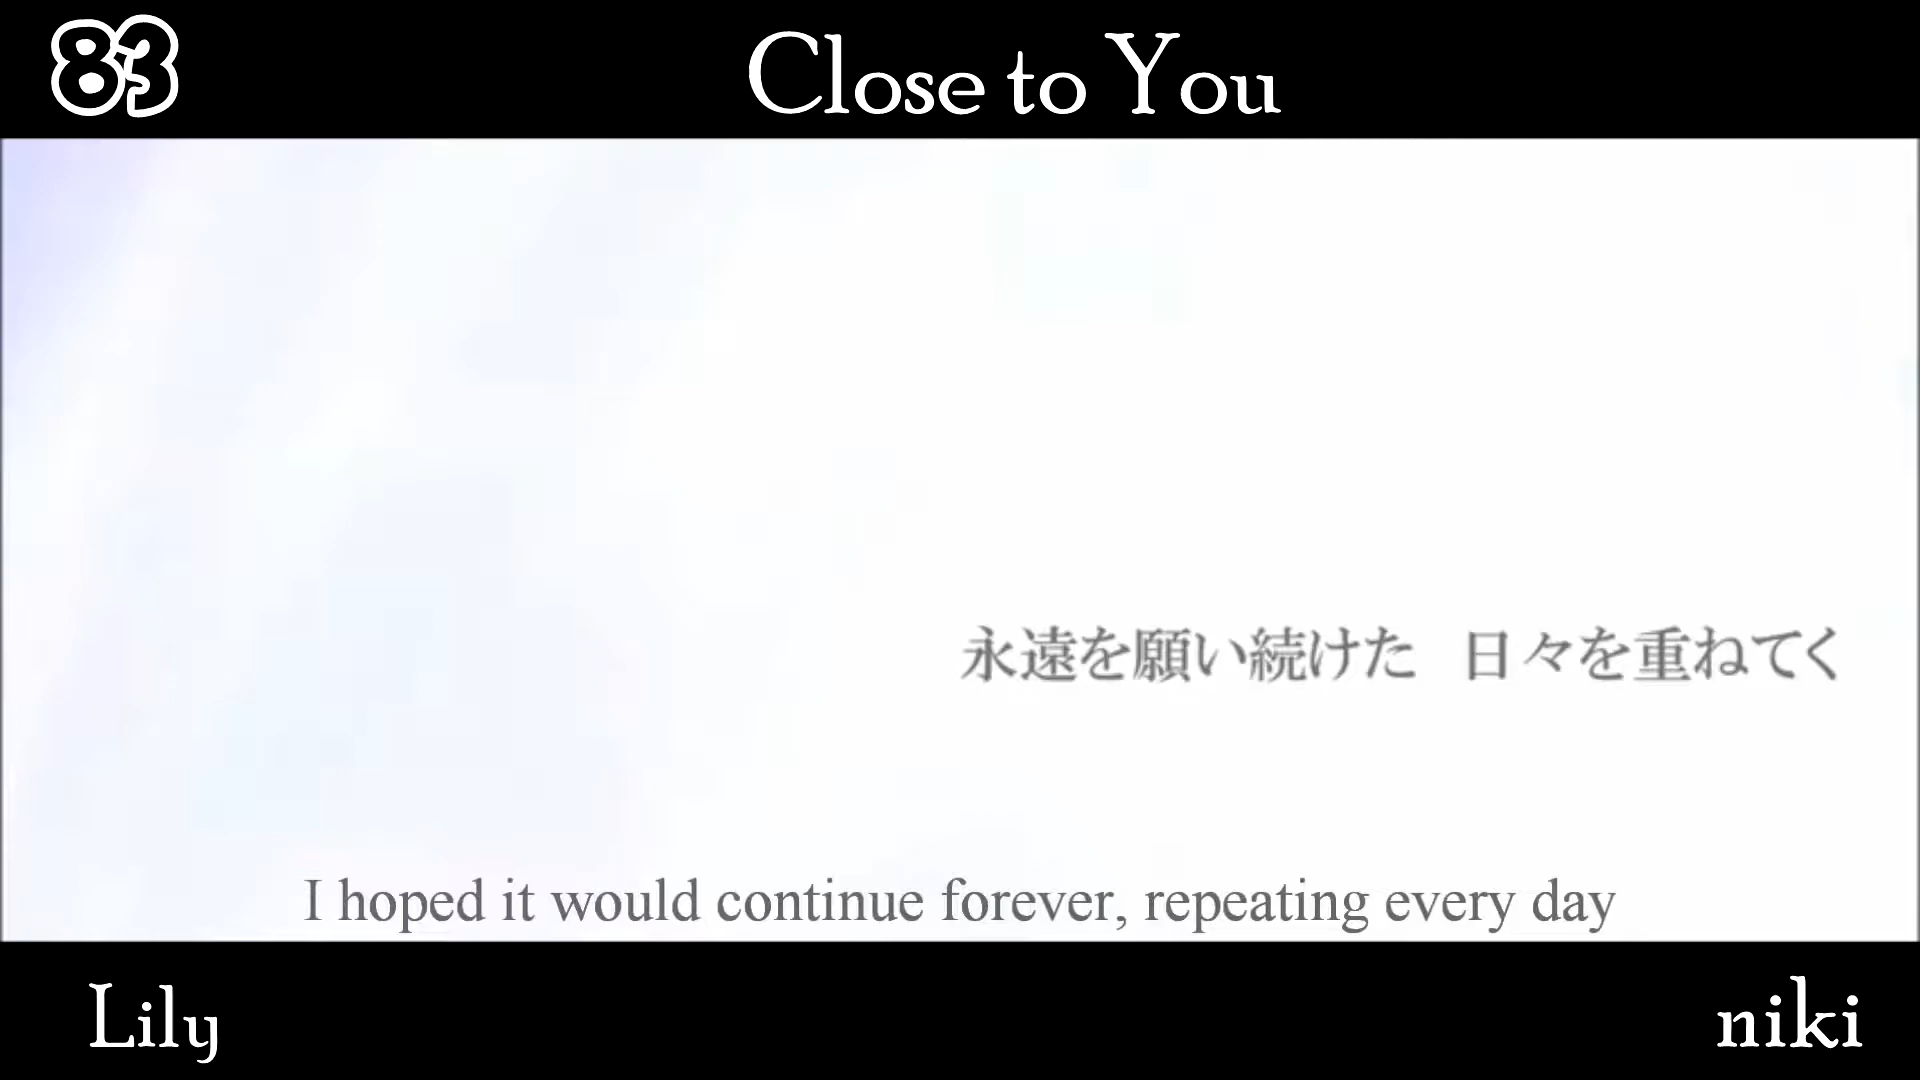 83
Close to You
永遠を願い続けた 日々を重ねてく
I hoped it would continue forever, repeating every day
Lily
niki